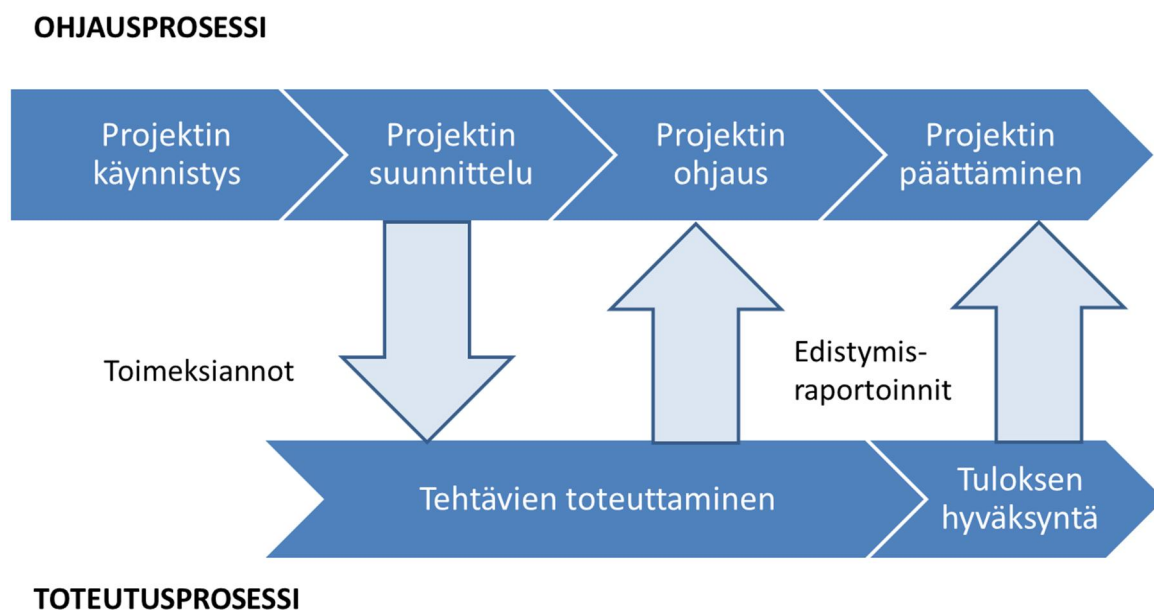 OHJAUSPROSESSI
Projektin
käynnistys
Projektin
suunnittelu
Projektin
ohjaus
Projektin
päättäminen
Toimeksiannot
Edistymis-
raportoinnit
Tehtävien toteuttaminen
Tuloksen
hyväksyntä
TOTEUTUSPROSESSI